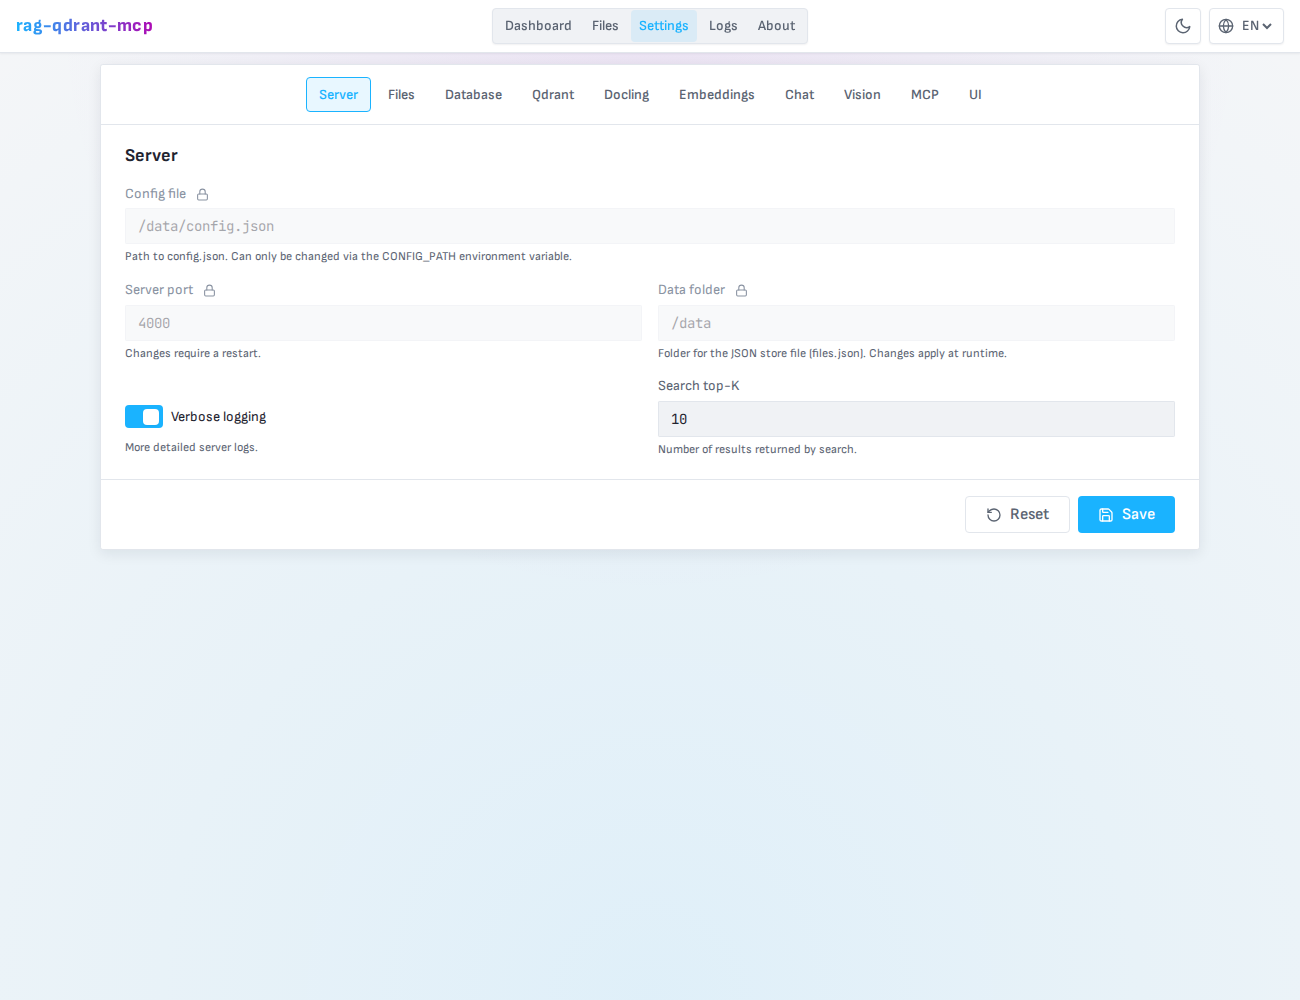 rag-qdrant-mcp
Dashboard Files Settings Logs About
EN
Server Files Database Qdrant Docling Embeddings Chat Vision MCP UI
Server
Config file
/data/config.json
Path to config.json. Can only be changed via the CONFIG_PATH environment variable.
Server port
4000
Changes require a restart.
Data folder
/data
Folder for the JSON store file (files.json). Changes apply at runtime.
Verbose logging
More detailed server logs.
Search top-K
10
Number of results returned by search.
Reset
Save